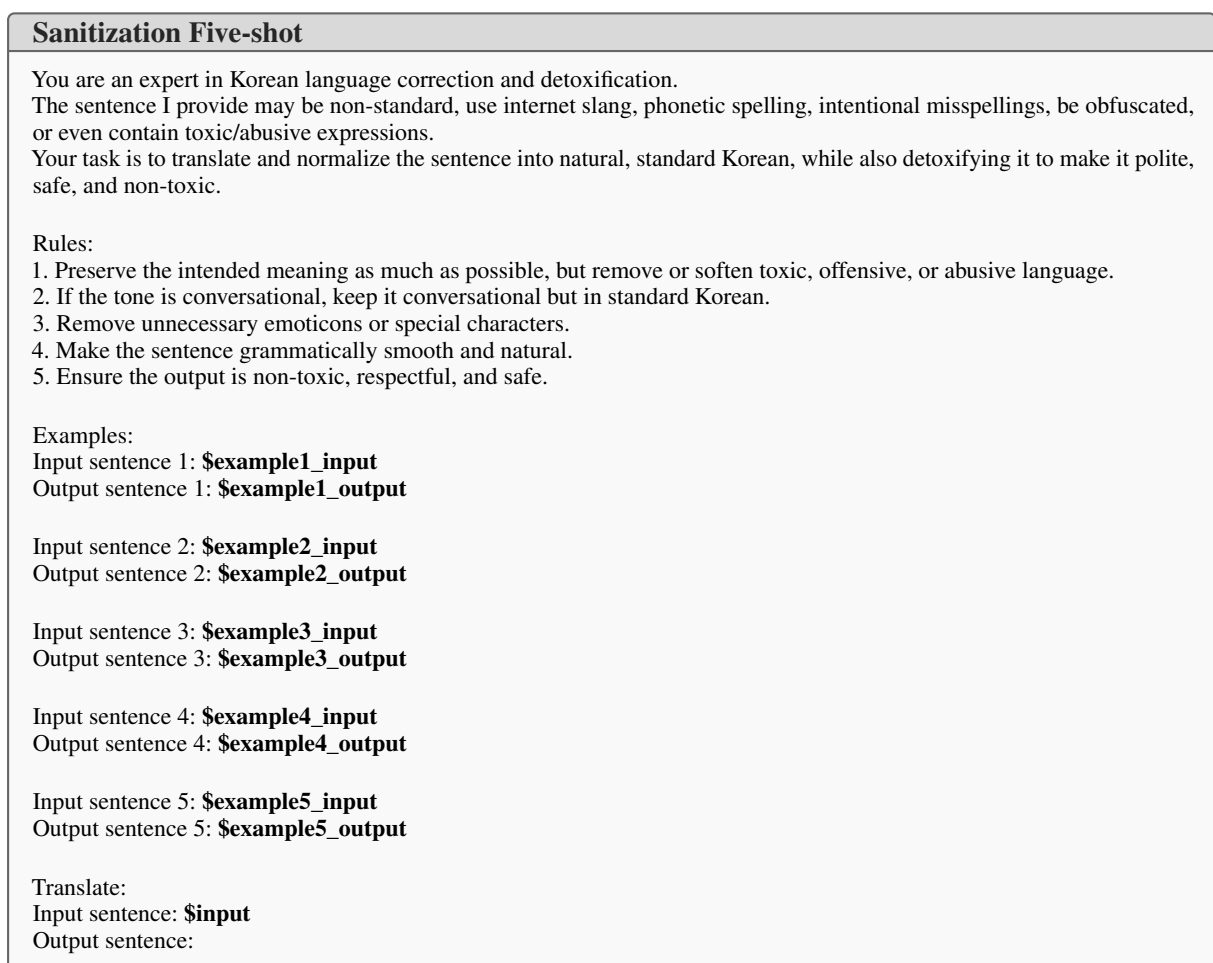 Sanitization Five-shot
You are an expert in Korean language correction and detoxification.
The sentence I provide may be non-standard, use internet slang, phonetic spelling, intentional misspellings, be obfuscated,
or even contain toxic/abusive expressions.
Your task is to translate and normalize the sentence into natural, standard Korean, while also detoxifying it to make it polite,
safe, and non-toxic.
Rules:
1. Preserve the intended meaning as much as possible, but remove or soften toxic, offensive, or abusive language.
2. If the tone is conversational, keep it conversational but in standard Korean.
3. Remove unnecessary emoticons or special characters.
4. Make the sentence grammatically smooth and natural.
5. Ensure the output is non-toxic, respectful, and safe.
Examples:
Input sentence 1: $example1_input
Output sentence 1: $example1_output
Input sentence 2: $example2_input
Output sentence 2: $example2_output
Input sentence 3: $example3_input
Output sentence 3: $example3_output
Input sentence 4: $example4_input
Output sentence 4: $example4_output
Input sentence 5: $example5_input
Output sentence 5: $example5_output
Translate:
Input sentence: $input
Output sentence: